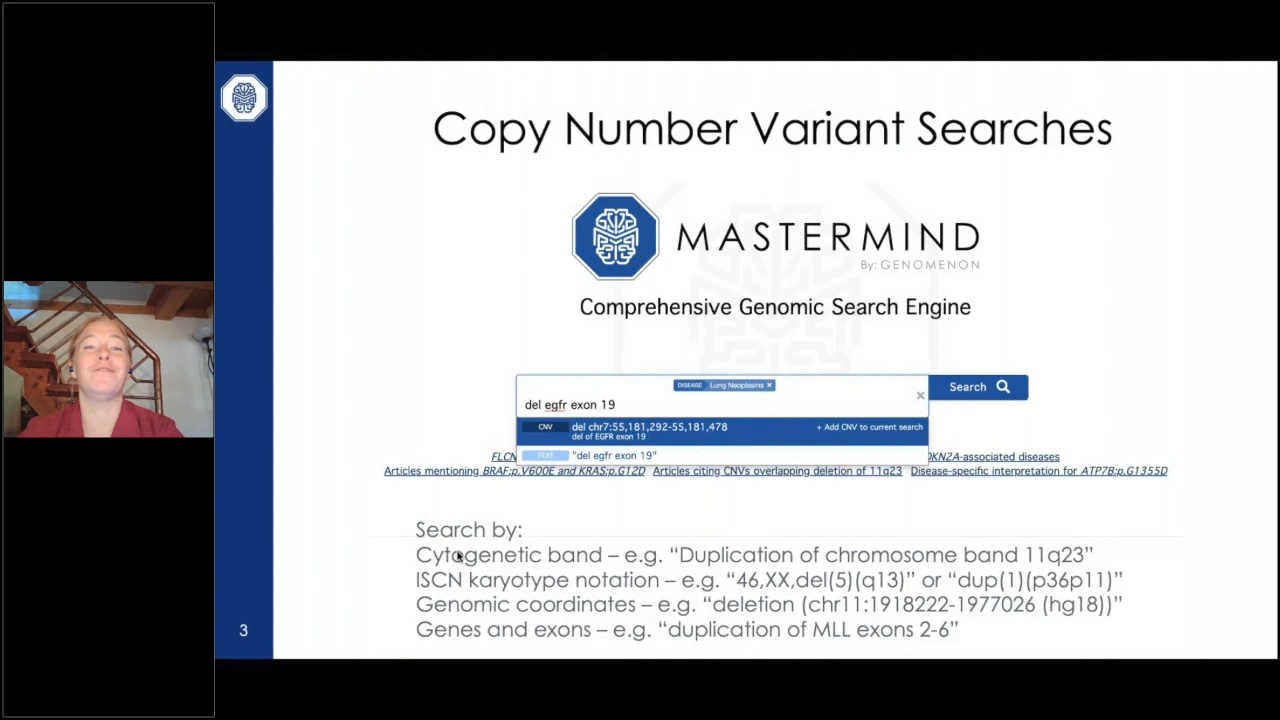 Copy Number Variant Searches
MASTERMIND
By: GENOMENON
Comprehensive Genomic Search Engine
DISEASE Lung Neoplasms ×
del egfr exon 19
×
Search
CNV del chr7:55,181,292-55,181,478 + Add CNV to current search
del of EGFR exon 19
TEXT "del egfr exon 19"
FLCN DKN2A-associated diseases
Articles mentioning BRAF:p.V600E and KRAS:p.G12D Articles citing CNVs overlapping deletion of 11q23 Disease-specific interpretation for ATP7B:p.G1355D
Search by:
Cytogenetic band – e.g. “Duplication of chromosome band 11q23”
ISCN karyotype notation – e.g. “46,XX,del(5)(q13)” or “dup(1)(p36p11)”
Genomic coordinates – e.g. “deletion (chr11:1918222-1977026 (hg18))”
Genes and exons – e.g. “duplication of MLL exons 2-6”
3